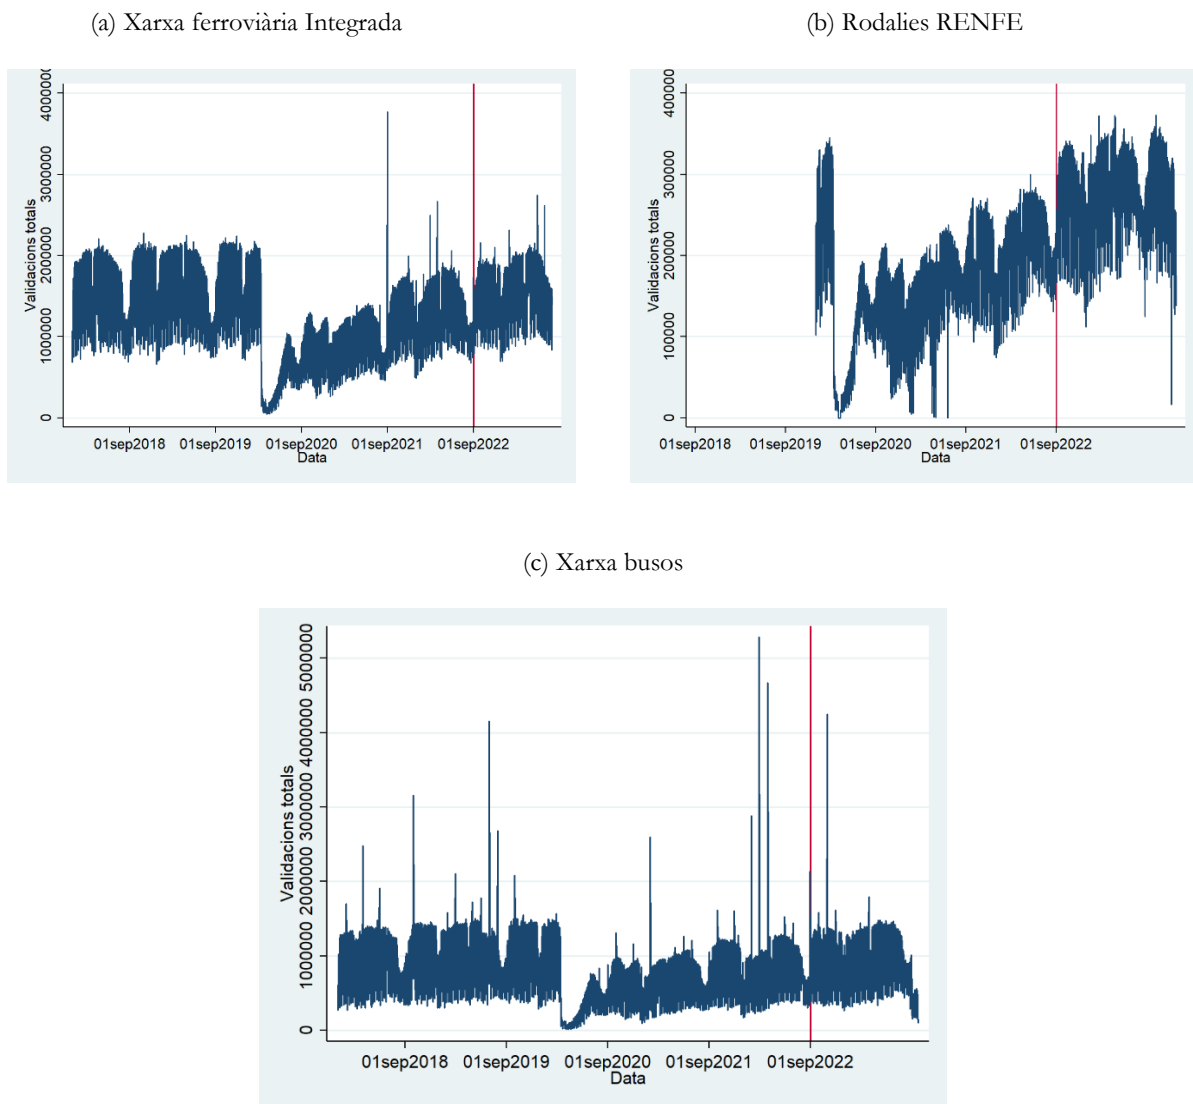 (a) Xarxa ferroviària Integrada
Validacions totals
0 1000000 2000000 3000000 4000000
01sep2018 01sep2019 01sep2020 01sep2021 01sep2022
Data
(b) Rodalies RENFE
Validacions totals
0 100000 200000 300000 400000
01sep2018 01sep2019 01sep2020 01sep2021 01sep2022
Data
(c) Xarxa busos
Validacions totals
0 1000000 2000000 3000000 4000000 5000000
01sep2018 01sep2019 01sep2020 01sep2021 01sep2022
Data